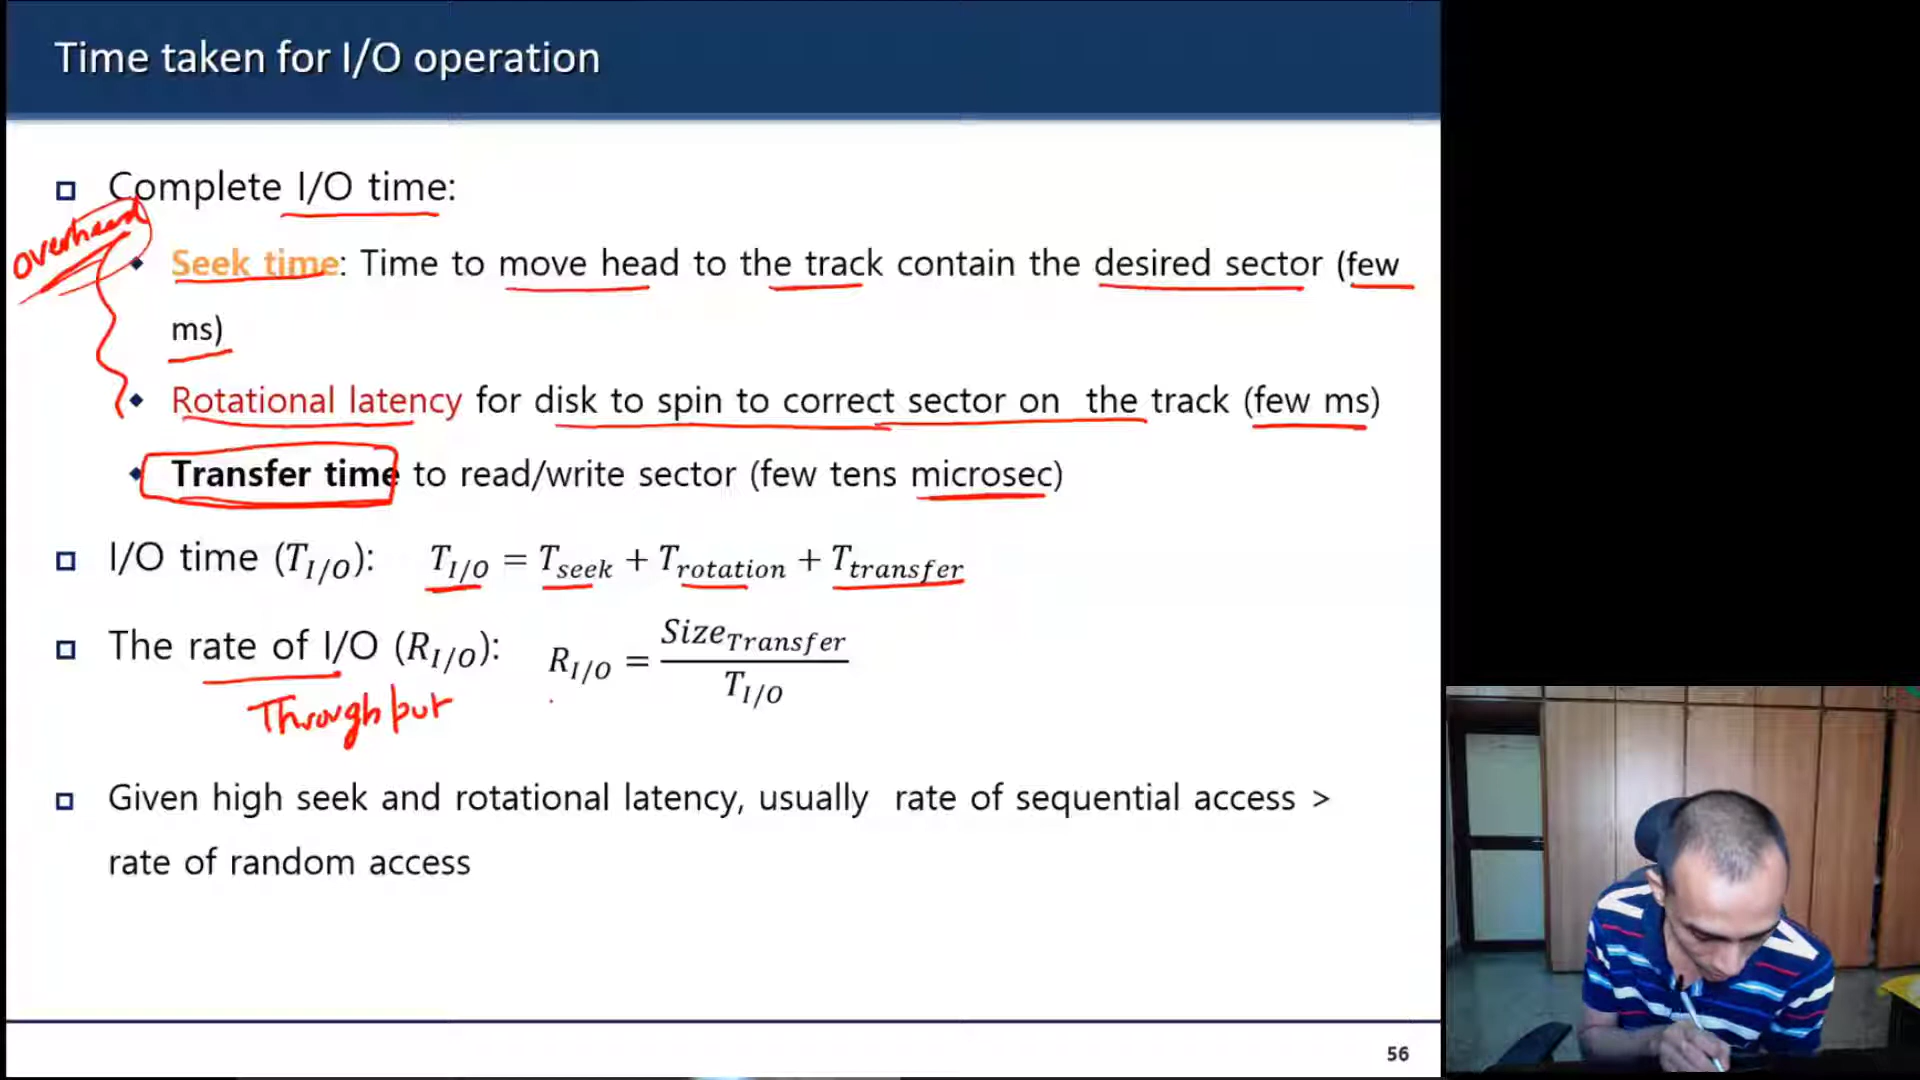 Time taken for I/O operation
Complete I/O time:
overhead
Seek time: Time to move head to the track contain the desired sector (few
ms)
Rotational latency for disk to spin to correct sector on the track (few ms)
Transfer time to read/write sector (few tens microsec)
I/O time (T_{I/O}): T_{I/O} = T_{seek} + T_{rotation} + T_{transfer}
The rate of I/O (R_{I/O}): R_{I/O} = Size_{Transfer} / T_{I/O}
Throughput
Given high seek and rotational latency, usually rate of sequential access >
rate of random access
56